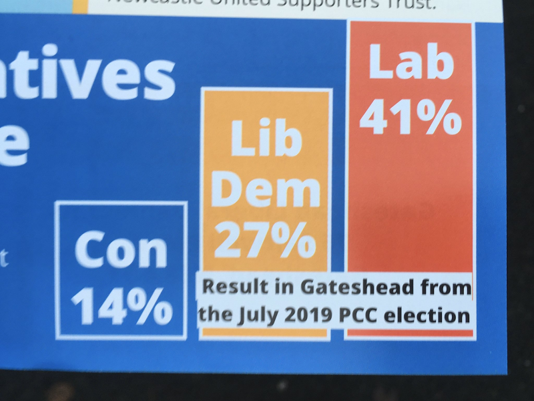 Newcastle United Supporters Trust.
atives
e
t
Con
14%
Lib
Dem
27%
Lab
41%
Result in Gateshead from
the July 2019 PCC election